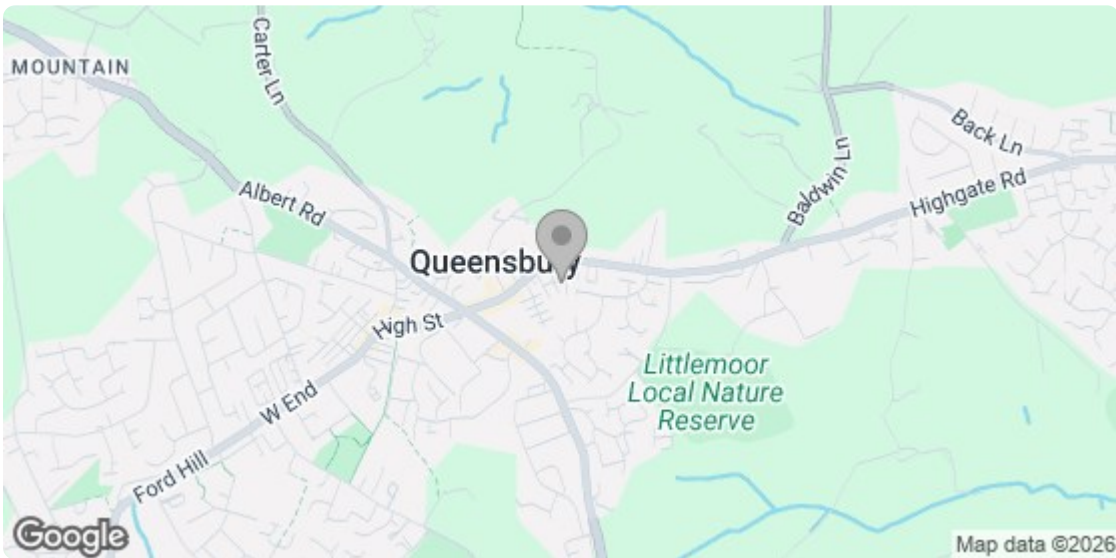 MOUNTAIN
Carter Ln
Back Ln
Albert Rd
Baldwin Ln
Highgate Rd
Queensbury
High St
Littlemoor
Local Nature
Reserve
W End
Ford Hill
Google
Map data ©2026